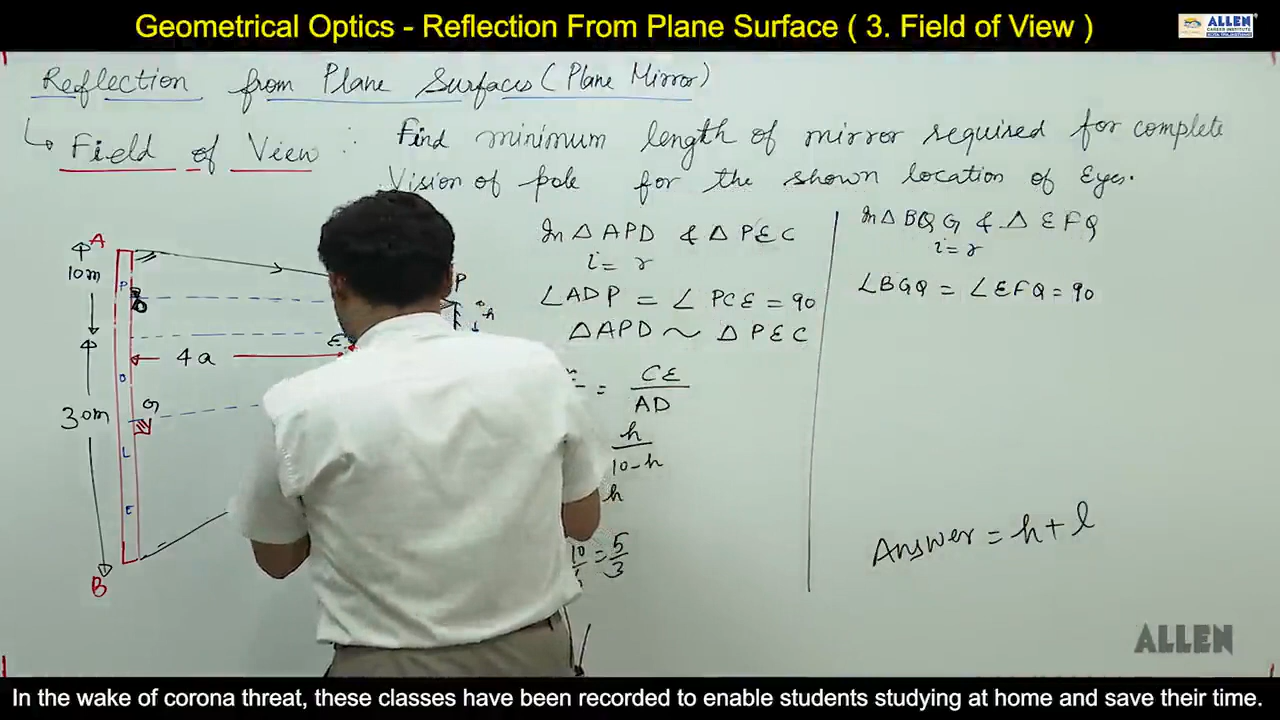 Geometrical Optics - Reflection From Plane Surface ( 3. Field of View )
ALLEN
CAREER INSTITUTE
Reflection from Plane Surfaces (Plane Mirror)
Field of View : Find minimum length of mirror required for complete
Vision of pole for the shown location of Eyes.
A
10m
P
O
L
E
30m
B
G
4a
E
P
h
In △ APD & △ PEC
i = r
∠ADP = ∠ PCE = 90
△ APD ~ △ PEC
= CE / AD
h / 10-h
h
10/6 = 5/3
In △ BQG & △ EFQ
i = r
∠BGQ = ∠EFQ = 90
Answer = h + l
ALLEN
In the wake of corona threat, these classes have been recorded to enable students studying at home and save their time.